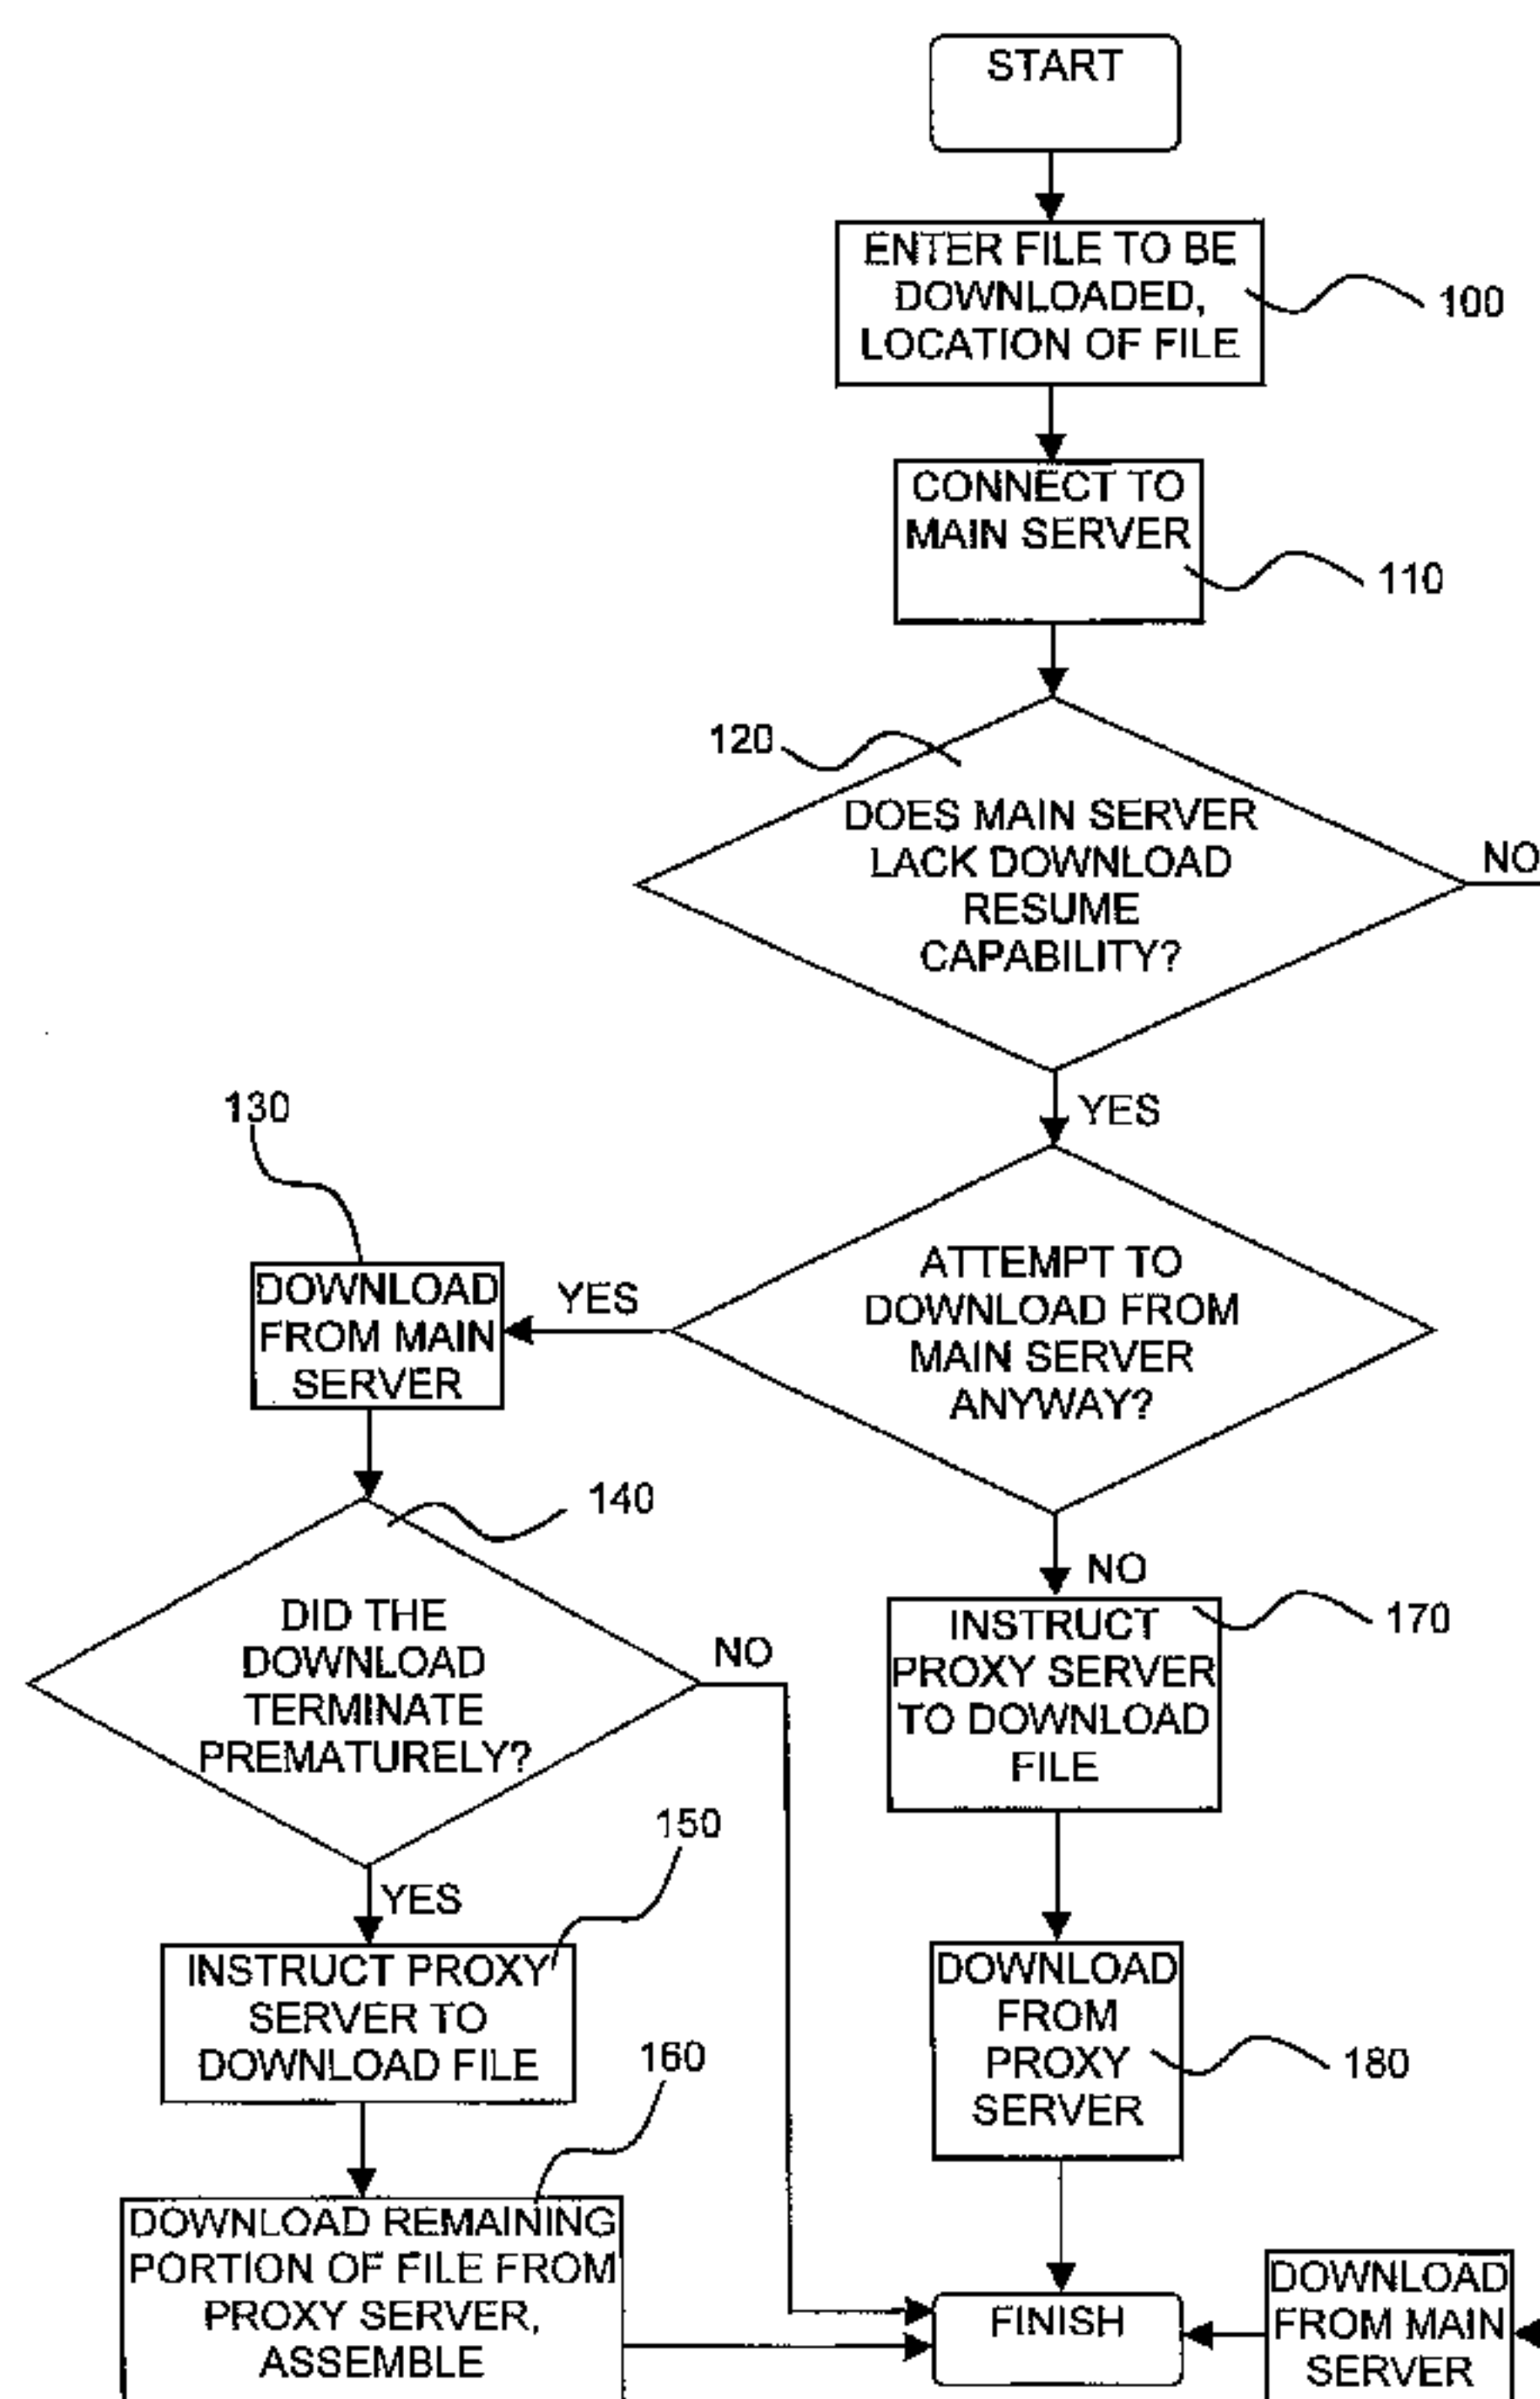 START
ENTER FILE TO BE
DOWNLOADED,
LOCATION OF FILE
100
CONNECT TO
MAIN SERVER
110
120
DOES MAIN SERVER
LACK DOWNLOAD
RESUME
CAPABILITY?
NO
YES
130
ATTEMPT TO
DOWNLOAD FROM
MAIN SERVER
ANYWAY?
YES
DOWNLOAD
FROM MAIN
SERVER
140
NO
DID THE
DOWNLOAD
TERMINATE
PREMATURELY?
NO
INSTRUCT
PROXY SERVER
TO DOWNLOAD
FILE
170
150
YES
INSTRUCT PROXY
SERVER TO
DOWNLOAD FILE
DOWNLOAD
FROM
PROXY
SERVER
180
160
DOWNLOAD REMAINING
PORTION OF FILE FROM
PROXY SERVER,
ASSEMBLE
FINISH
DOWNLOAD
FROM MAIN
SERVER